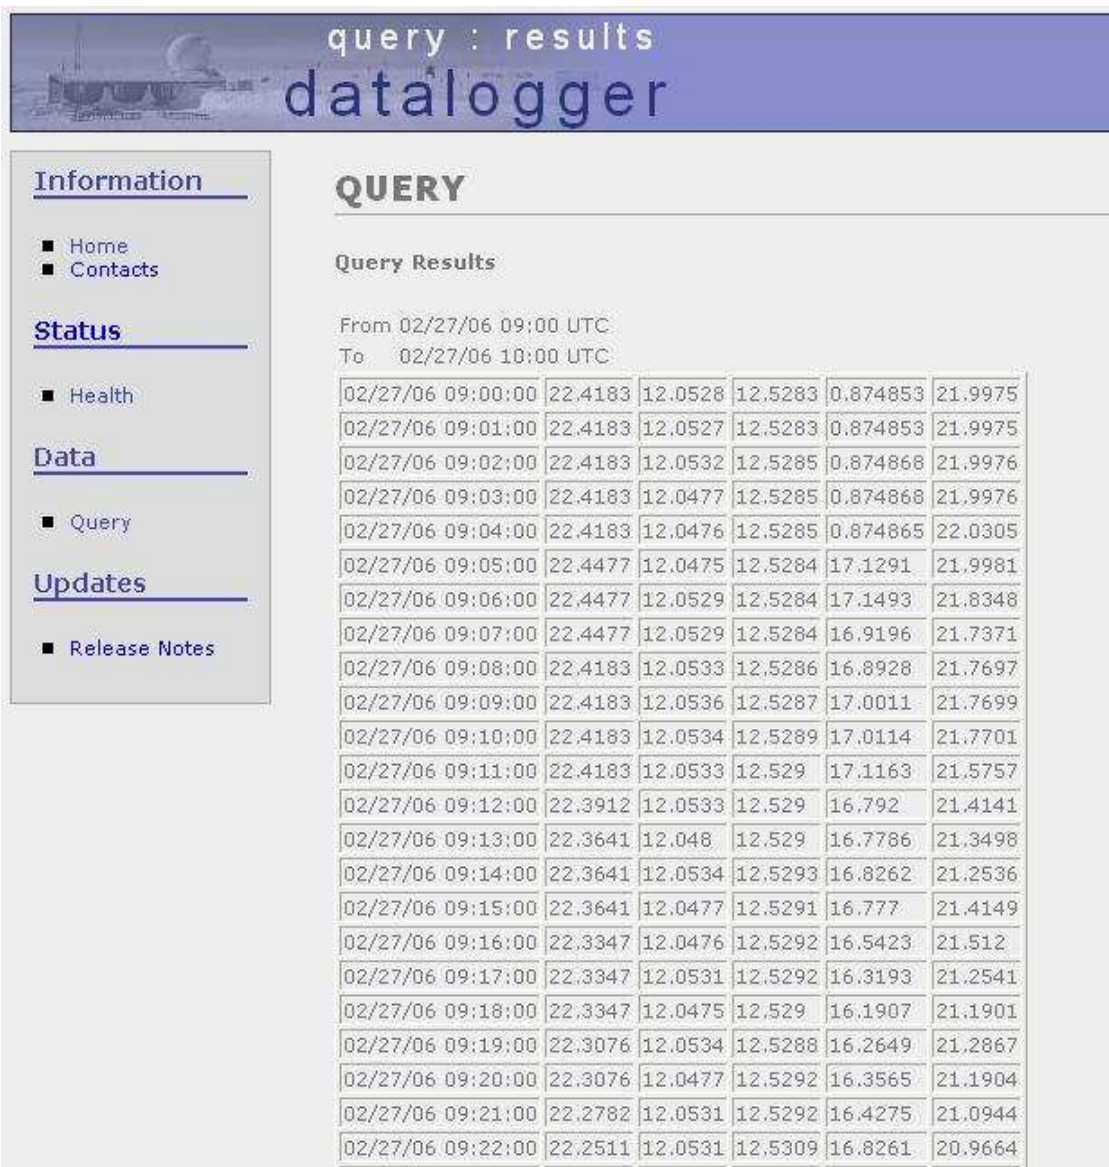 query : results
datalogger
Information
Home
Contacts
Status
Health
Data
Query
Updates
Release Notes
QUERY
Query Results
From 02/27/06 09:00 UTC
To 02/27/06 10:00 UTC
02/27/06 09:00:00 22.4183 12.0528 12.5283 0.874853 21.9975
02/27/06 09:01:00 22.4183 12.0527 12.5283 0.874853 21.9975
02/27/06 09:02:00 22.4183 12.0532 12.5285 0.874868 21.9976
02/27/06 09:03:00 22.4183 12.0477 12.5285 0.874868 21.9976
02/27/06 09:04:00 22.4183 12.0476 12.5285 0.874865 22.0305
02/27/06 09:05:00 22.4477 12.0475 12.5284 17.1291 21.9981
02/27/06 09:06:00 22.4477 12.0529 12.5284 17.1493 21.8348
02/27/06 09:07:00 22.4477 12.0529 12.5284 16.9196 21.7371
02/27/06 09:08:00 22.4183 12.0533 12.5286 16.8928 21.7697
02/27/06 09:09:00 22.4183 12.0536 12.5287 17.0011 21.7699
02/27/06 09:10:00 22.4183 12.0534 12.5289 17.0114 21.7701
02/27/06 09:11:00 22.4183 12.0533 12.529 17.1163 21.5757
02/27/06 09:12:00 22.3912 12.0533 12.529 16.792 21.4141
02/27/06 09:13:00 22.3641 12.048 12.529 16.7786 21.3498
02/27/06 09:14:00 22.3641 12.0534 12.5293 16.8262 21.2536
02/27/06 09:15:00 22.3641 12.0477 12.5291 16.777 21.4149
02/27/06 09:16:00 22.3347 12.0476 12.5292 16.5423 21.512
02/27/06 09:17:00 22.3347 12.0531 12.5292 16.3193 21.2541
02/27/06 09:18:00 22.3347 12.0475 12.529 16.1907 21.1901
02/27/06 09:19:00 22.3076 12.0534 12.5288 16.2649 21.2867
02/27/06 09:20:00 22.3076 12.0477 12.5292 16.3565 21.1904
02/27/06 09:21:00 22.2782 12.0531 12.5292 16.4275 21.0944
02/27/06 09:22:00 22.2511 12.0531 12.5309 16.8261 20.9664